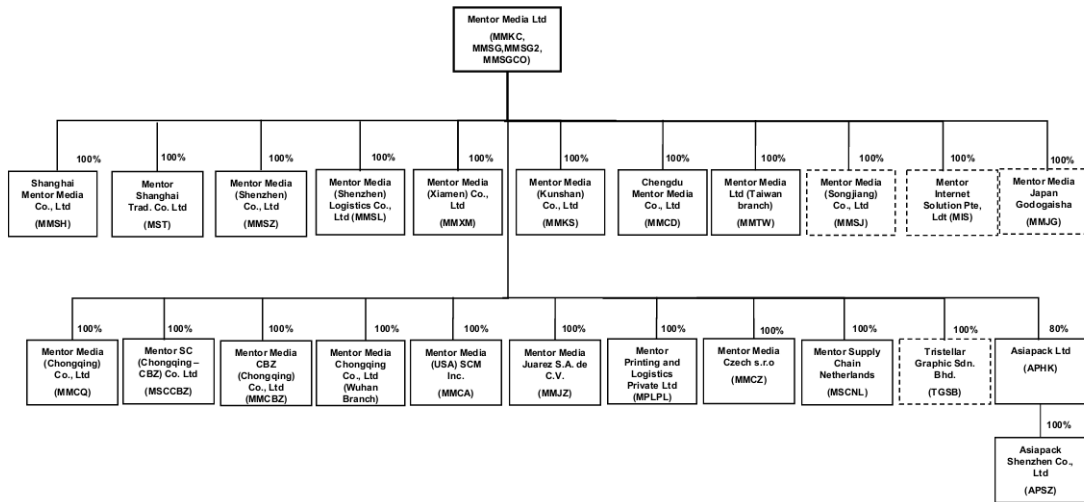 Mentor Media Ltd
(MMKC,
MMSG,MMSG2,
MMSGCO)
100%
100%
100%
100%
100%
100%
100%
100%
100%
100%
100%
Shanghai
Mentor Media
Co., Ltd
(MMSH)
Mentor
Shanghai
Trad. Co. Ltd
(MST)
Mentor Media
(Shenzhen)
Co., Ltd
(MMSZ)
Mentor Media
(Shenzhen)
Logistics Co.,
Ltd (MMSL)
Mentor Media
(Xiamen) Co.,
Ltd
(MMXM)
Mentor Media
(Kunshan)
Co., Ltd
(MMKS)
Chengdu
Mentor Media
Co., Ltd
(MMCD)
Mentor Media
Ltd (Taiwan
branch)
(MMTW)
Mentor Media
(Songjiang)
Co., Ltd
(MMSJ)
Mentor
Internet
Solution Pte,
Ldt (MIS)
Mentor Media
Japan
Godogaisha
(MMJG)
100%
100%
100%
100%
100%
100%
100%
100%
100%
100%
80%
Mentor Media
(Chongqing)
Co., Ltd
(MMCQ)
Mentor SC
(Chongqing –
CBZ) Co. Ltd
(MSCCBZ)
Mentor Media
CBZ
(Chongqing)
Co., Ltd
(MMCBZ)
Mentor Media
Chongqing
Co., Ltd
(Wuhan
Branch)
Mentor Media
(USA) SCM
Inc.
(MMCA)
Mentor Media
Juarez S.A. de
C.V.
(MMJZ)
Mentor
Printing and
Logistics
Private Ltd
(MPLPL)
Mentor Media
Czech s.r.o
(MMCZ)
Mentor Supply
Chain
Netherlands
(MSCNL)
Tristellar
Graphic Sdn.
Bhd.
(TGSB)
Asiapack Ltd
(APHK)
100%
Asiapack
Shenzhen Co.,
Ltd
(APSZ)